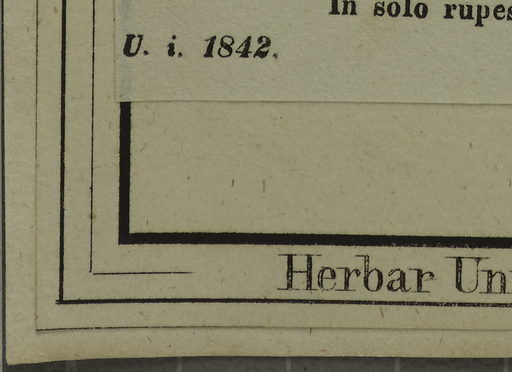 In solo rupes
U. i. 1842.
Herbar Un